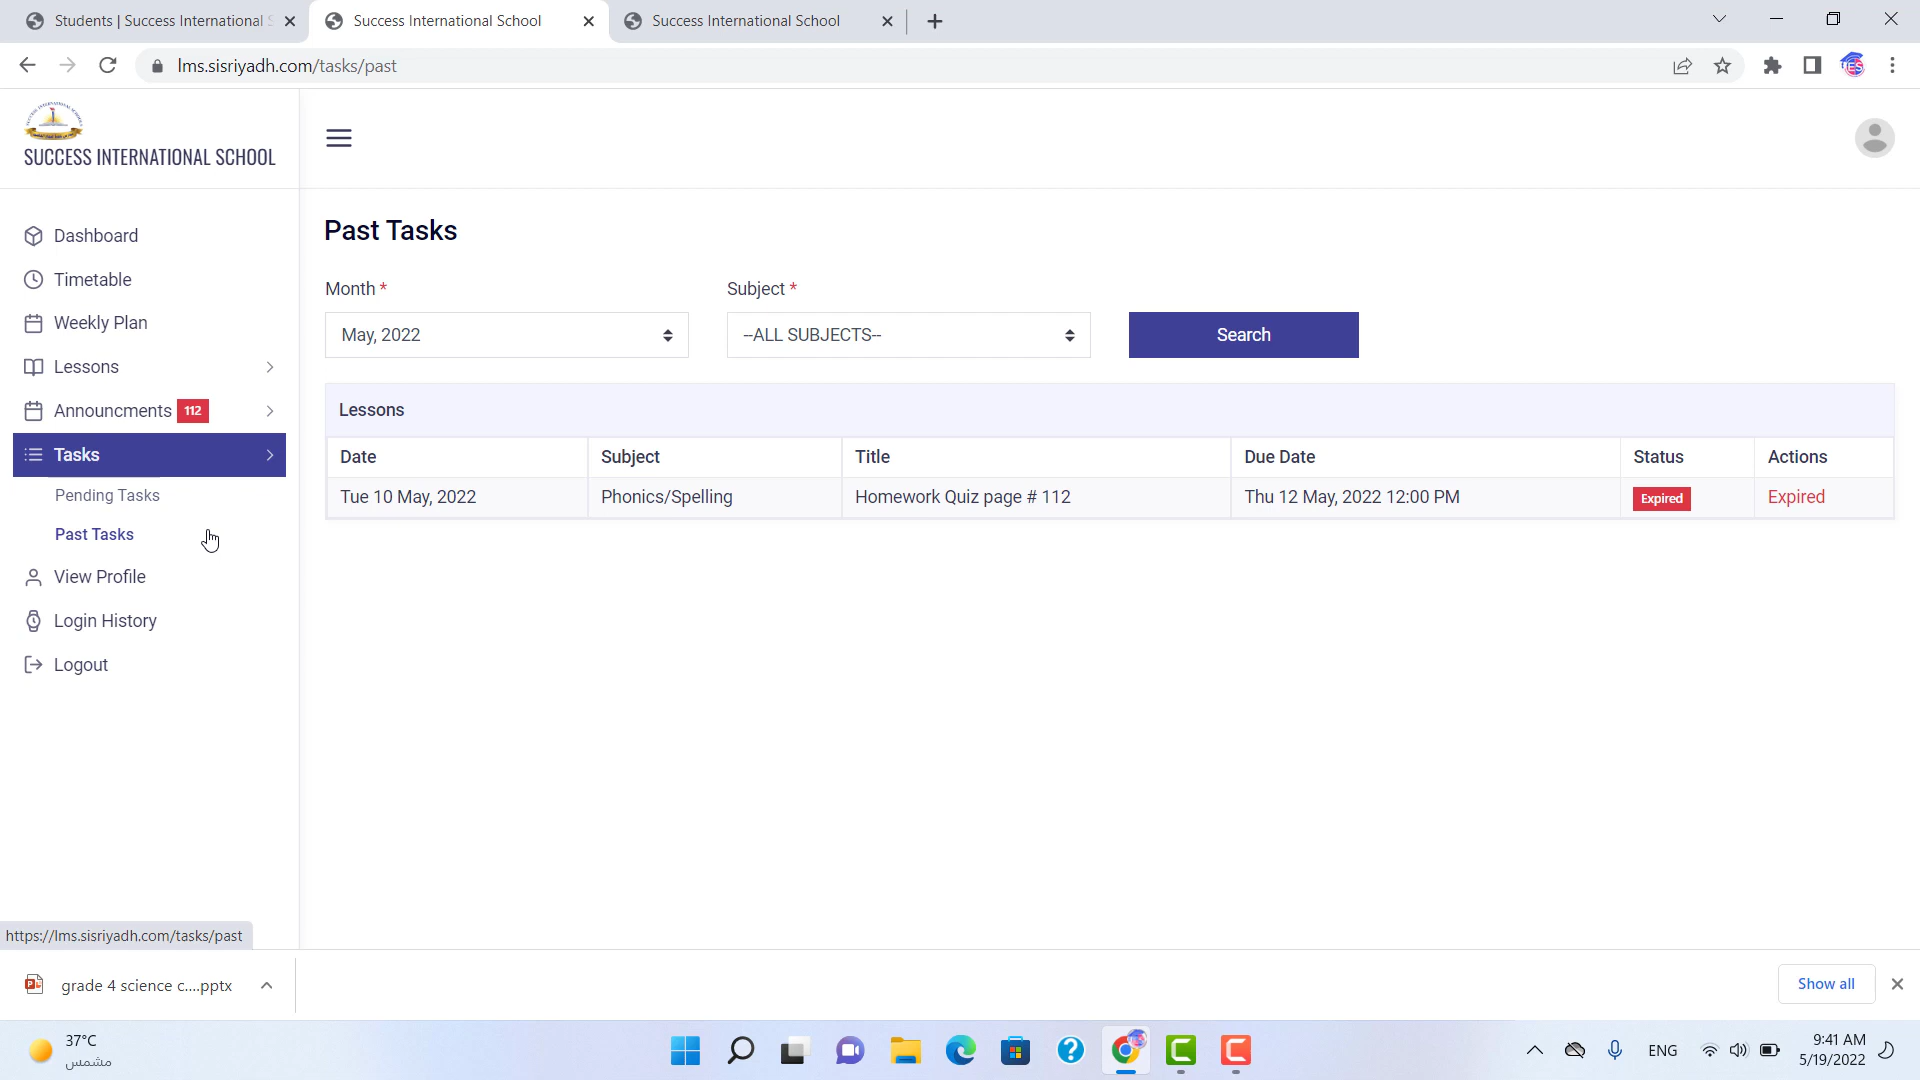 Students | Success International S
Success International School
Success International School
lms.sisriyadh.com/tasks/past
SUCCESS INTERNATIONAL SCHOOL
Dashboard
Timetable
Weekly Plan
Lessons
Announcments 112
Tasks
Pending Tasks
Past Tasks
View Profile
Login History
Logout
Past Tasks
Month *
Subject *
May, 2022
--ALL SUBJECTS--
Search
Lessons
Date Subject Title Due Date Status Actions
Tue 10 May, 2022 Phonics/Spelling Homework Quiz page # 112 Thu 12 May, 2022 12:00 PM Expired Expired
https://lms.sisriyadh.com/tasks/past
grade 4 science c....pptx
Show all
37°C
مشمس
ENG
9:41 AM
5/19/2022